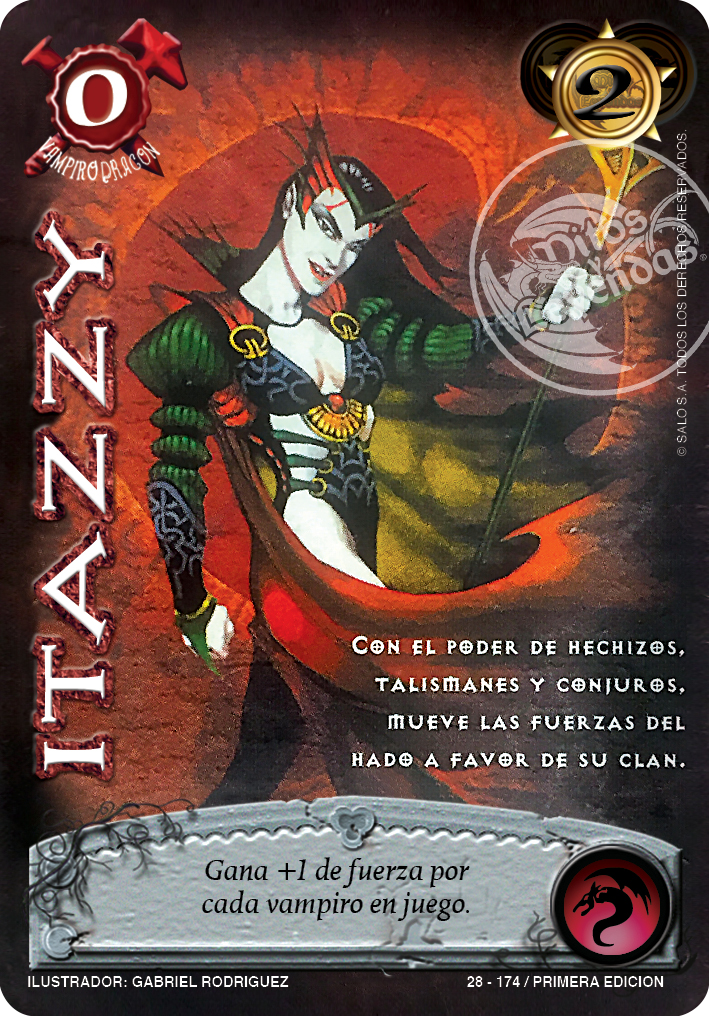 0
VAMPIRO DRAGON
2
ITAZZY
Mitos
Leyendas
®
© SALO S. A. TODOS LOS DERECHOS RESERVADOS.
CON EL PODER DE HECHIZOS,
TALISMANES Y CONJUROS,
MUEVE LAS FUERZAS DEL
HADO A FAVOR DE SU CLAN.
Gana +1 de fuerza por
cada vampiro en juego.
ILUSTRADOR: GABRIEL RODRIGUEZ
28 - 174 / PRIMERA EDICION